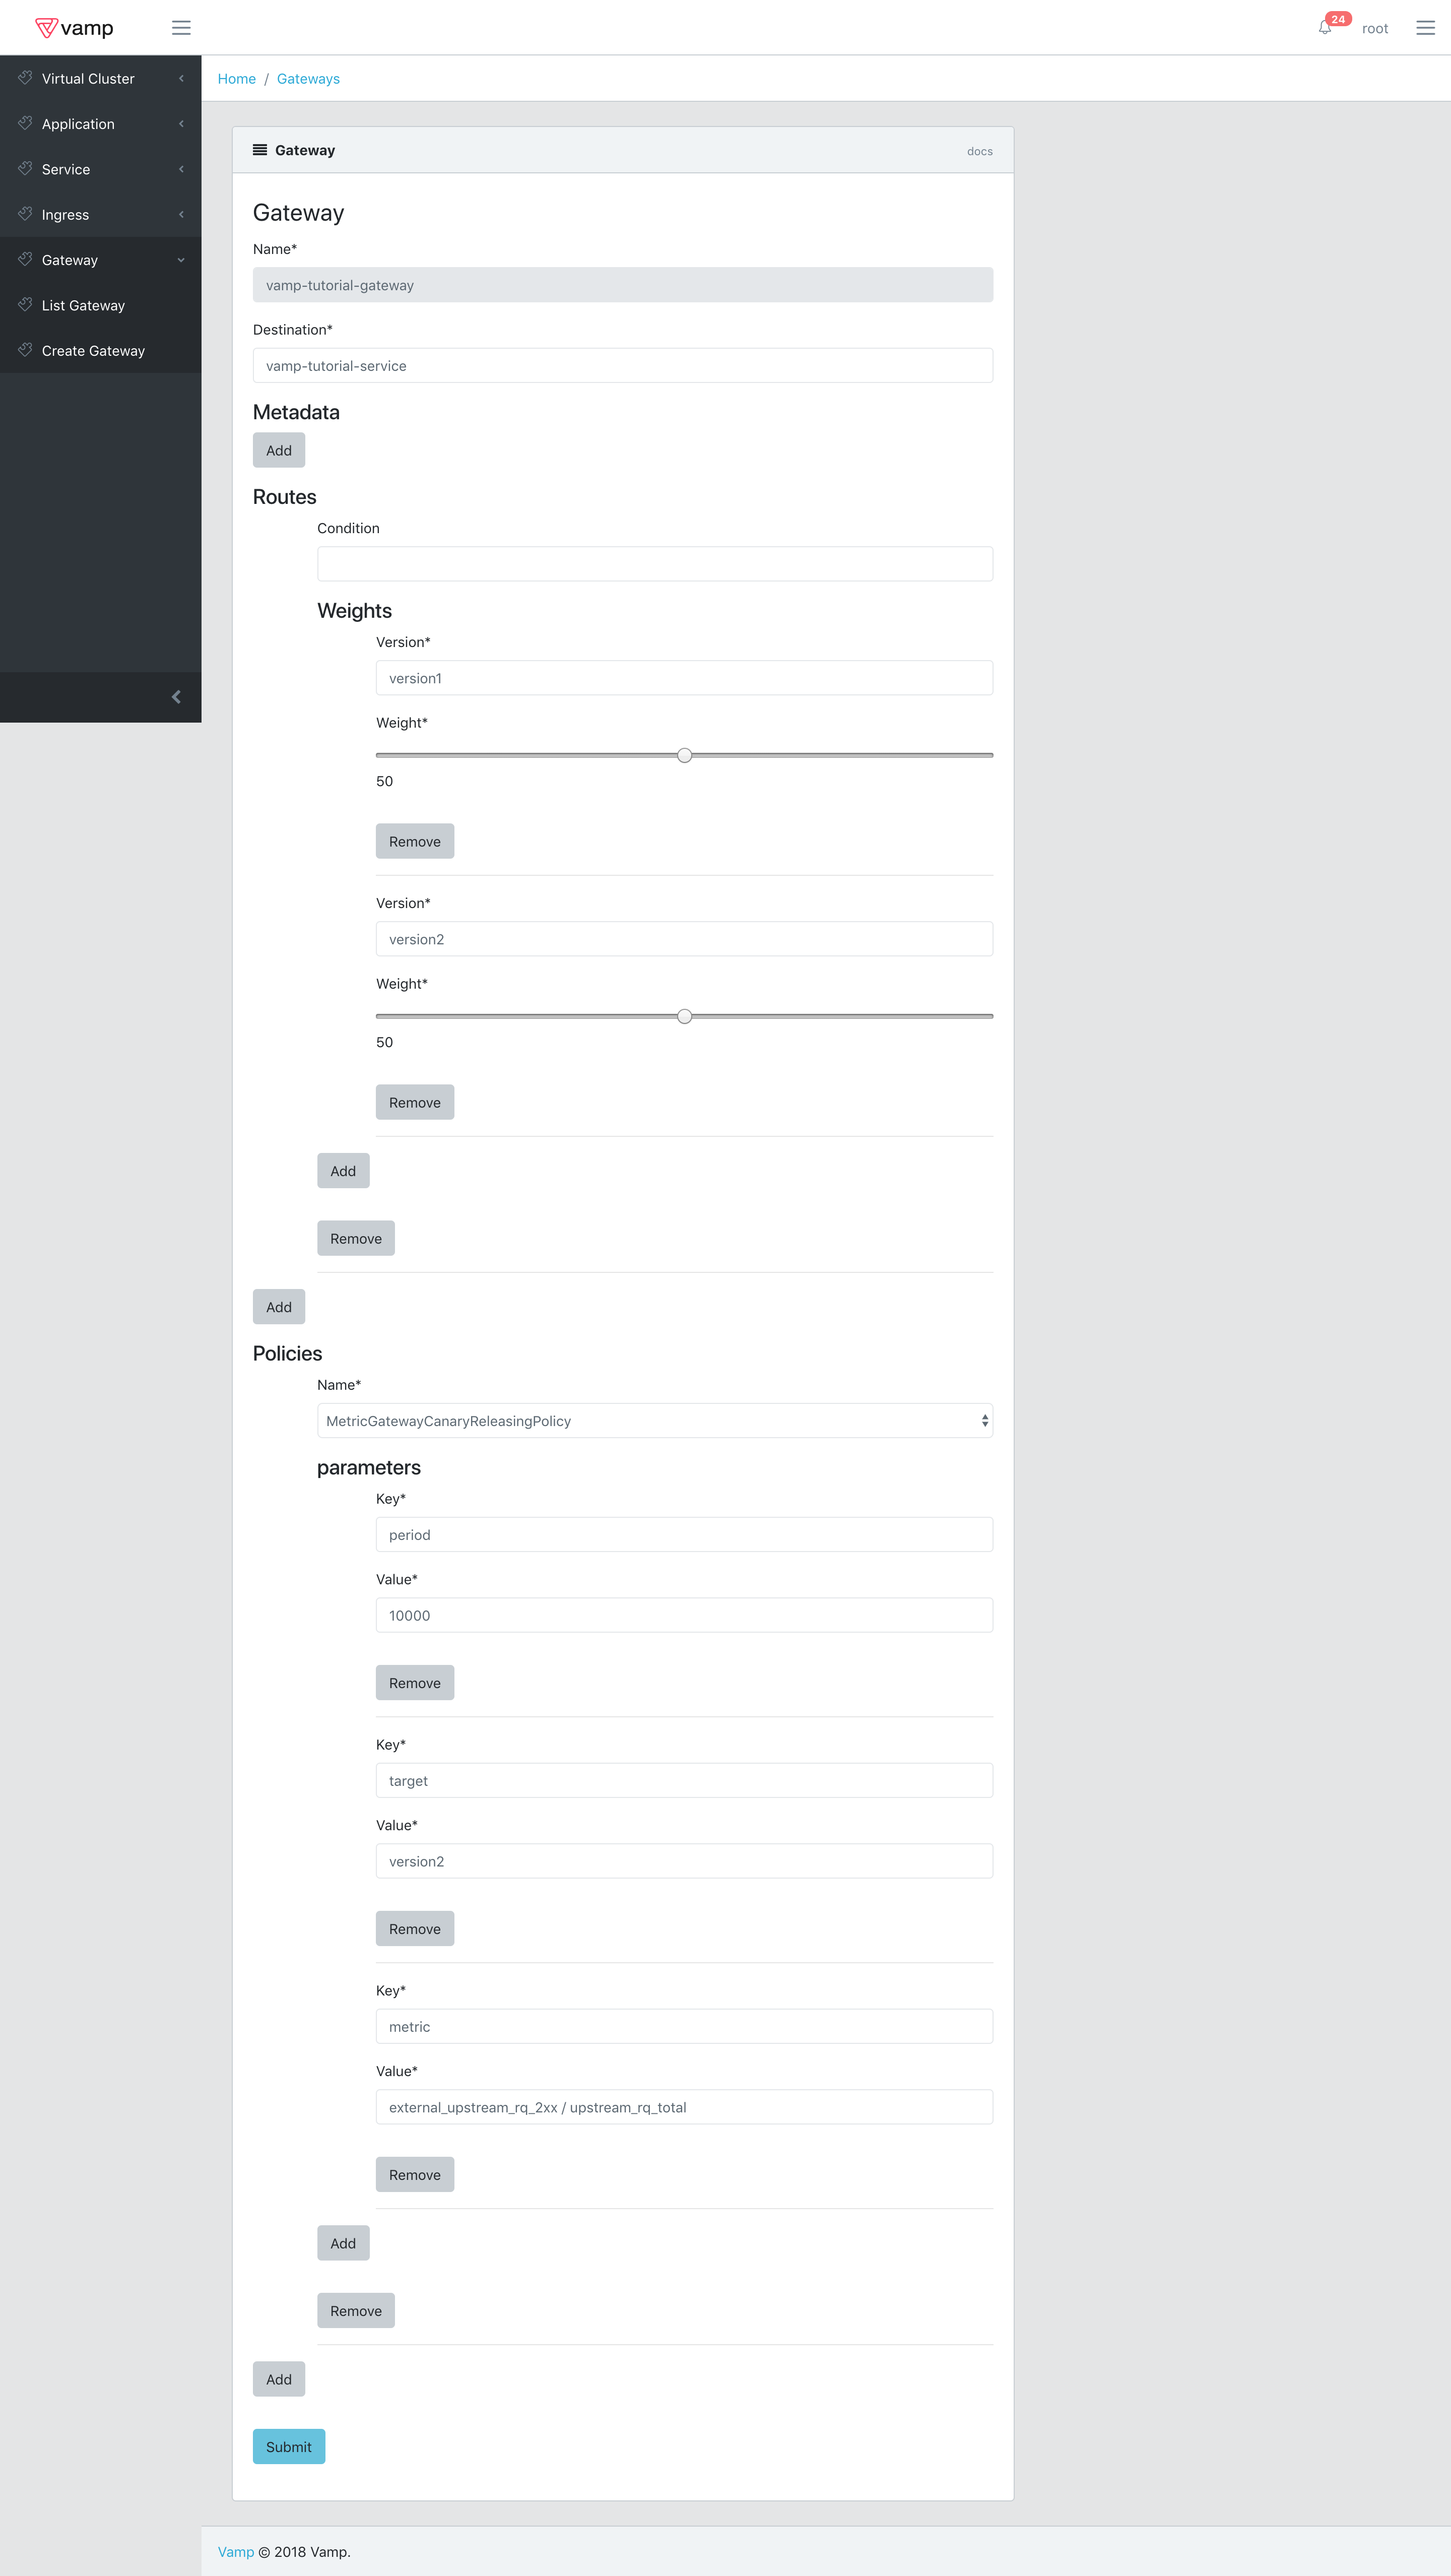 vamp
24
root
Virtual Cluster
Application
Service
Ingress
Gateway
List Gateway
Create Gateway
Home / Gateways
Gateway
docs
Gateway
Name*
vamp-tutorial-gateway
Destination*
vamp-tutorial-service
Metadata
Add
Routes
Condition
Weights
Version*
version1
Weight*
50
Remove
Version*
version2
Weight*
50
Remove
Add
Remove
Add
Policies
Name*
MetricGatewayCanaryReleasingPolicy
parameters
Key*
period
Value*
10000
Remove
Key*
target
Value*
version2
Remove
Key*
metric
Value*
external_upstream_rq_2xx / upstream_rq_total
Remove
Add
Remove
Add
Submit
Vamp © 2018 Vamp.